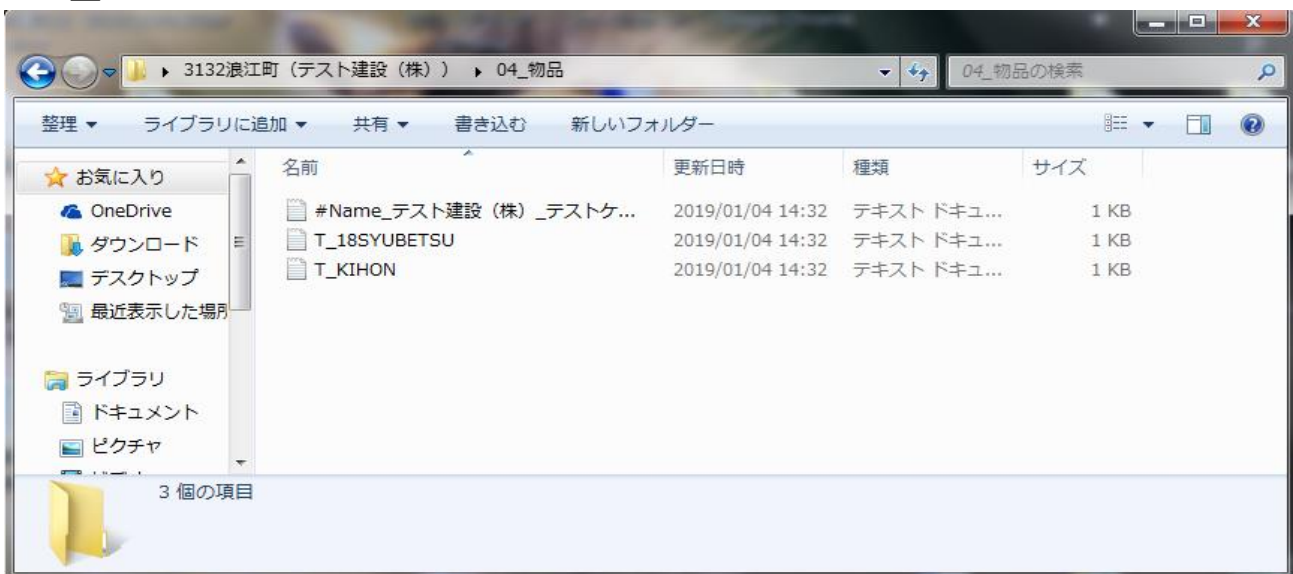 3132浪江町（テスト建設（株）） ▸ 04_物品
04_物品の検索
整理 ライブラリに追加 共有 書き込む 新しいフォルダー
名前 更新日時 種類 サイズ
#Name_テスト建設（株）_テストケ... 2019/01/04 14:32 テキスト ドキュ... 1 KB
T_18SYUBETSU 2019/01/04 14:32 テキスト ドキュ... 1 KB
T_KIHON 2019/01/04 14:32 テキスト ドキュ... 1 KB
お気に入り
OneDrive
ダウンロード
デスクトップ
最近表示した場所
ライブラリ
ドキュメント
ピクチャ
3 個の項目